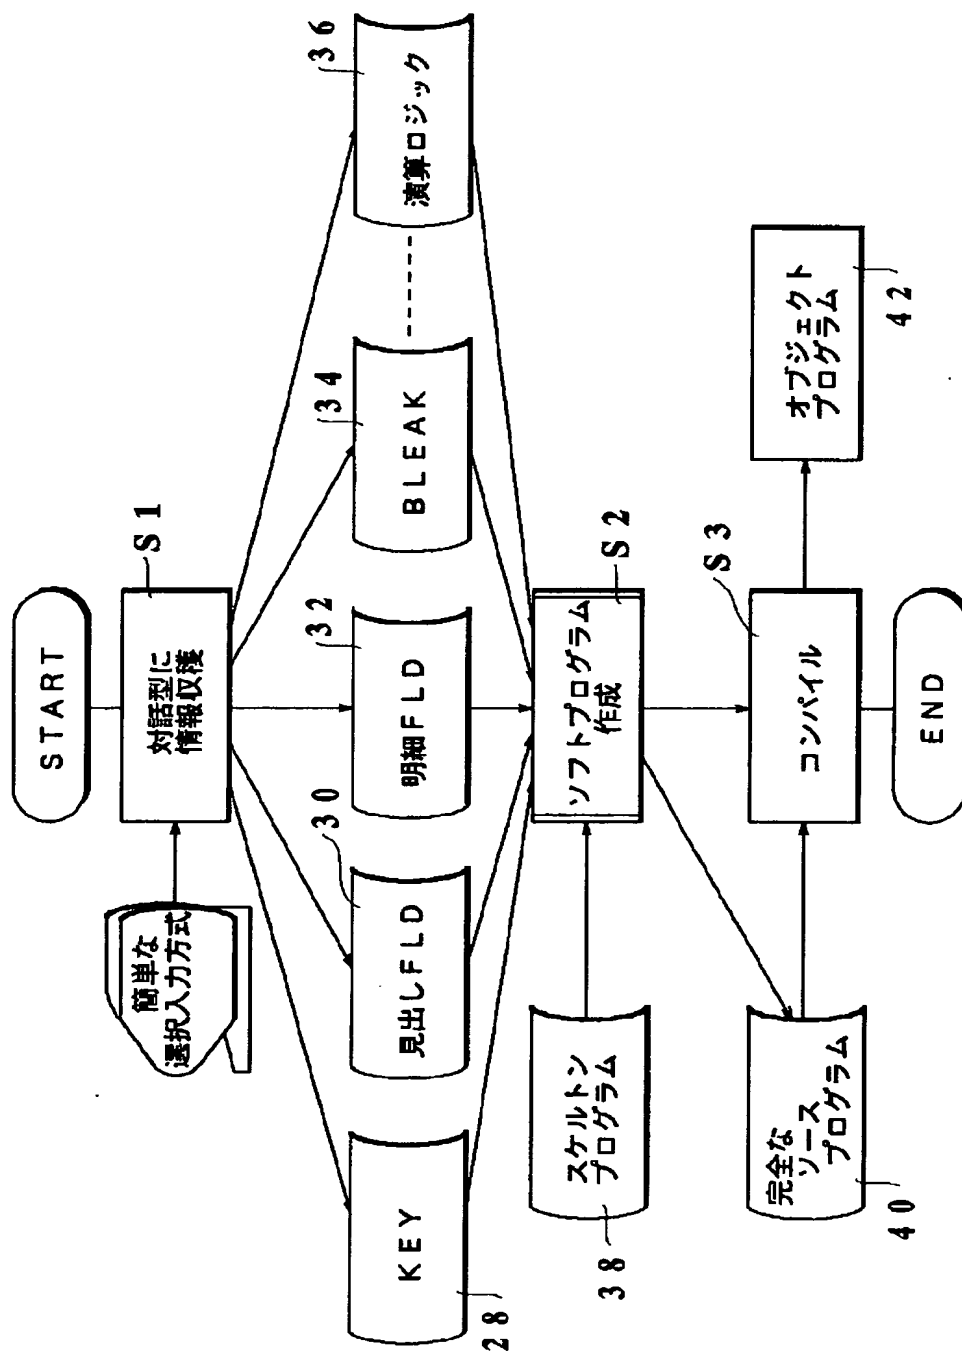 START
簡単な
選択入力方式
対話型に
情報収穫
S1
KEY
28
見出しFLD
30
明細FLD
32
BLEAK
34
演算ロジック
36
スケルトン
プログラム
38
ソフトプログラム
作成
S2
完全な
ソース
プログラム
40
コンパイル
S3
オブジェクト
プログラム
42
END